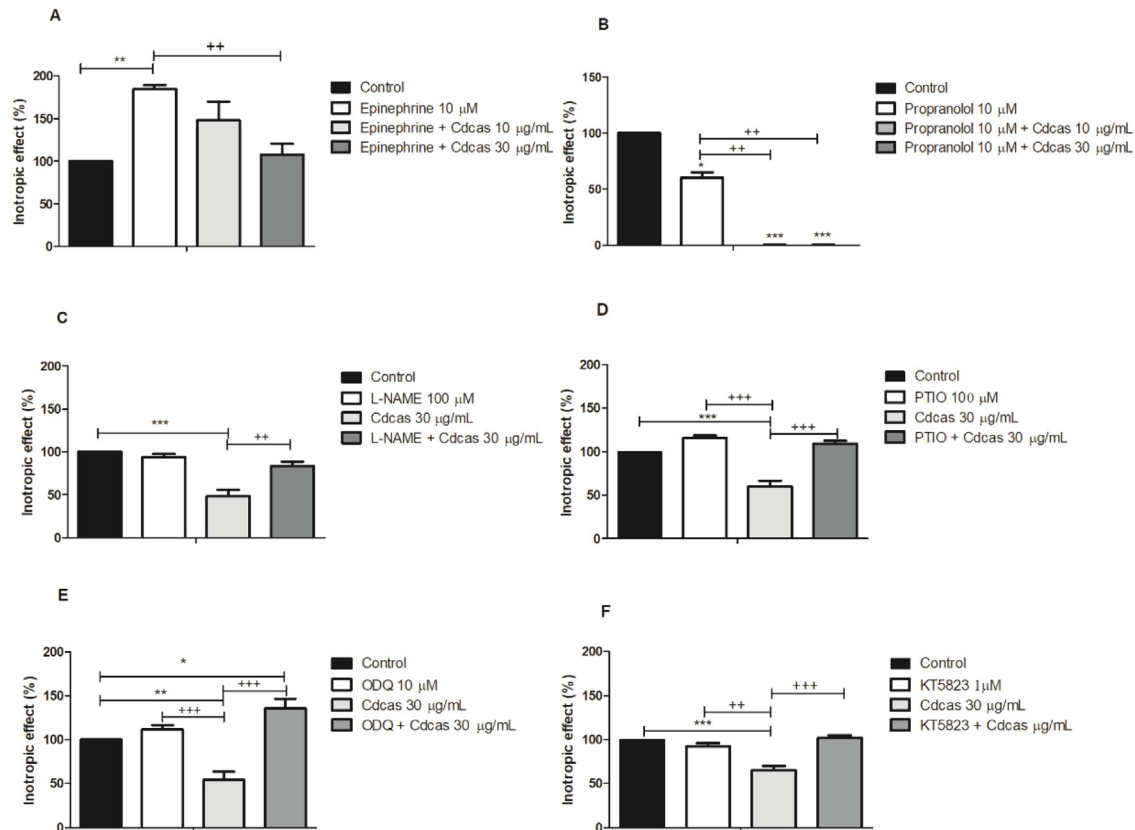 A
** ++
Inotropic effect (%)
200
150
100
50
0
Control
Epinephrine 10 μM
Epinephrine + Cdcas 10 μg/mL
Epinephrine + Cdcas 30 μg/mL
B
Inotropic effect (%)
150
100
50
0
++
++
*
*** ***
Control
Propranolol 10 μM
Propranolol 10 μM + Cdcas 10 μg/mL
Propranolol 10 μM + Cdcas 30 μg/mL
C
Inotropic effect (%)
200
150
100
50
0
***
++
Control
L-NAME 100 μM
Cdcas 30 μg/mL
L-NAME + Cdcas 30 μg/mL
D
Inotropic effect (%)
200
150
100
50
0
+++
***
+++
Control
PTIO 100 μM
Cdcas 30 μg/mL
PTIO + Cdcas 30 μg/mL
E
Inotropic effect (%)
200
150
100
50
0
*
** +++
+++
Control
ODQ 10 μM
Cdcas 30 μg/mL
ODQ + Cdcas 30 μg/mL
F
Inotropic effect (%)
200
150
100
50
0
+++
++
***
Control
KT5823 1μM
Cdcas 30 μg/mL
KT5823 + Cdcas μg/mL